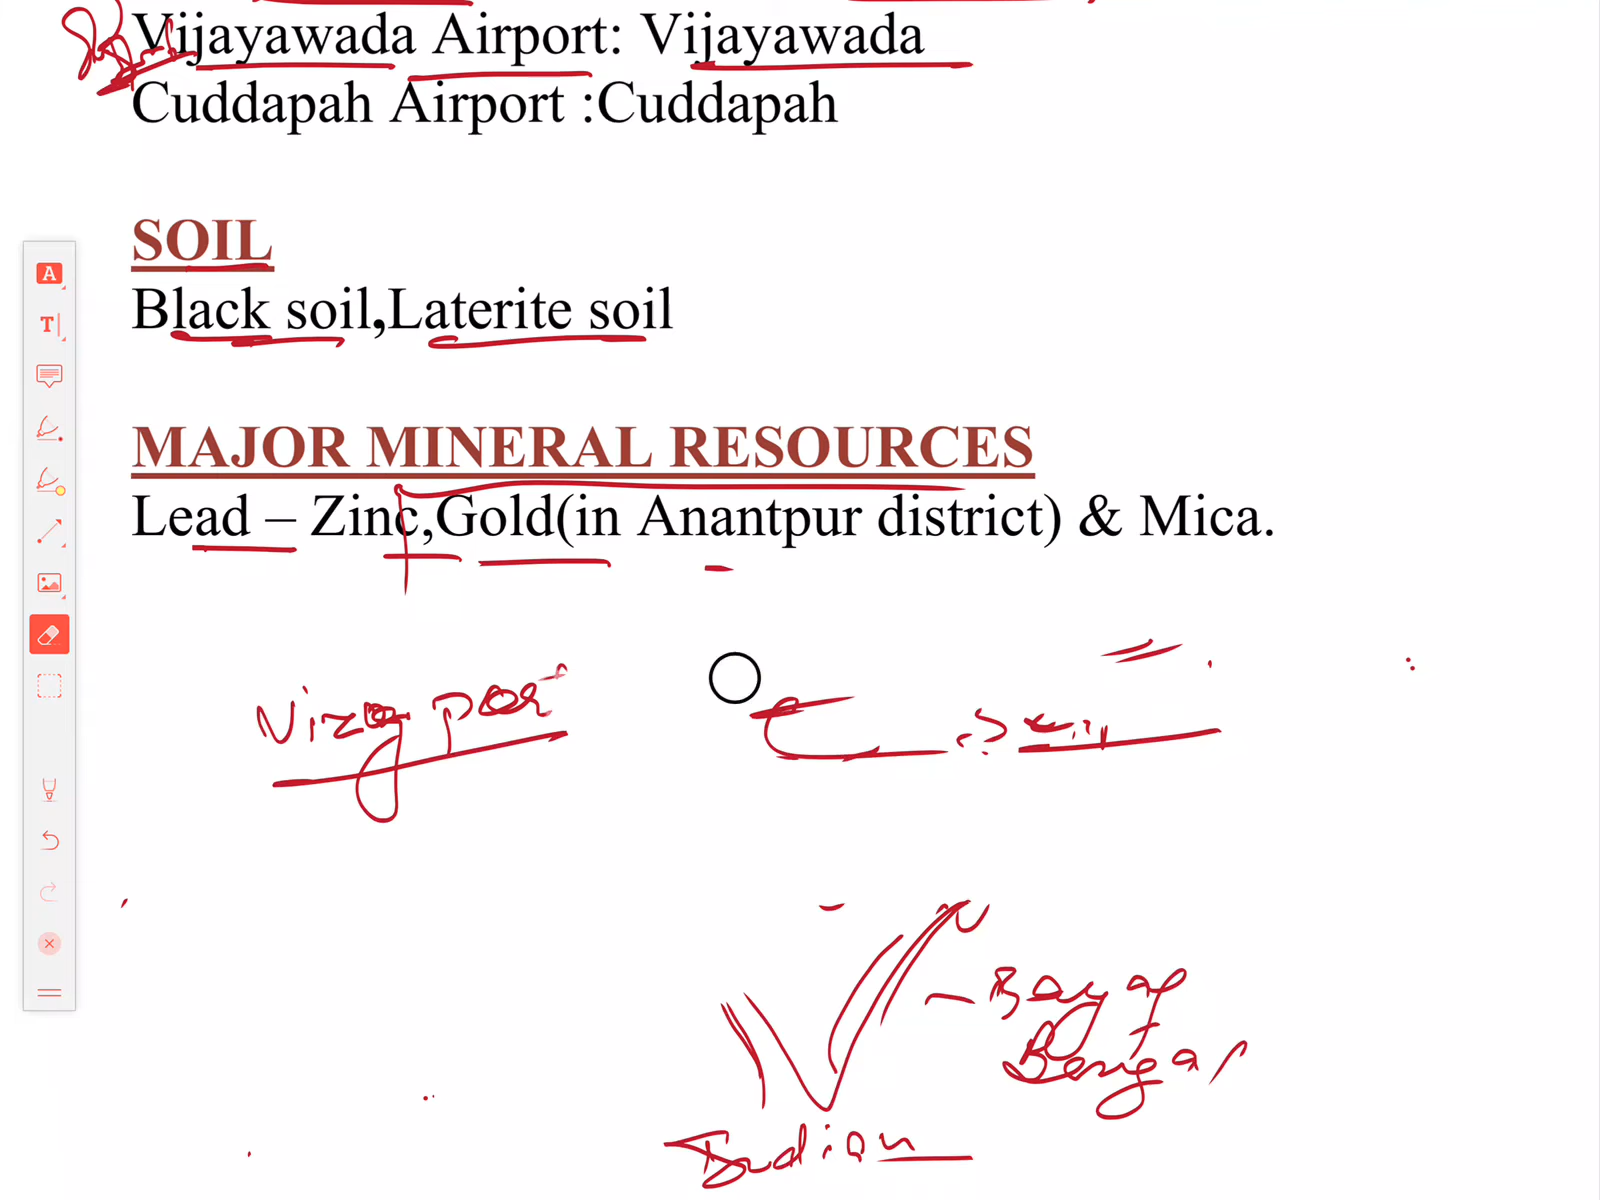 Vijayawada Airport: Vijayawada
Cuddapah Airport :Cuddapah
SOIL
Black soil,Laterite soil
MAJOR MINERAL RESOURCES
Lead – Zinc,Gold(in Anantpur district) & Mica.
Bay of
Bengal
Indian